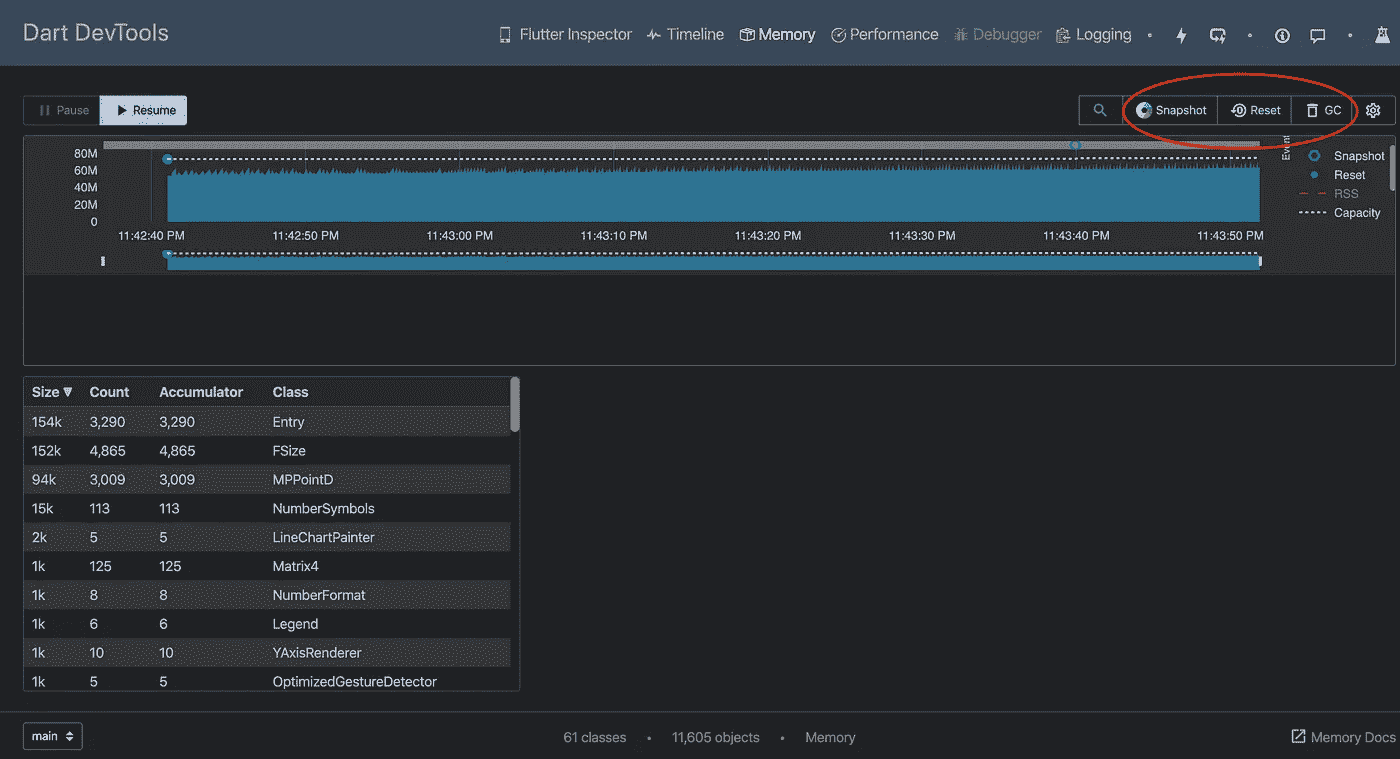 Dart DevTools
Flutter Inspector Timeline Memory Performance Debugger Logging
Pause Resume Snapshot Reset GC
80M
60M
40M
20M
0
11:42:40 PM 11:42:50 PM 11:43:00 PM 11:43:10 PM 11:43:20 PM 11:43:30 PM 11:43:40 PM 11:43:50 PM
Snapshot
Reset
RSS
Capacity
Size Count Accumulator Class
154k 3,290 3,290 Entry
152k 4,865 4,865 FSize
94k 3,009 3,009 MPPointD
15k 113 113 NumberSymbols
2k 5 5 LineChartPainter
1k 125 125 Matrix4
1k 8 8 NumberFormat
1k 6 6 Legend
1k 10 10 YAxisRenderer
1k 5 5 OptimizedGestureDetector
main 61 classes • 11,605 objects • Memory Memory Docs